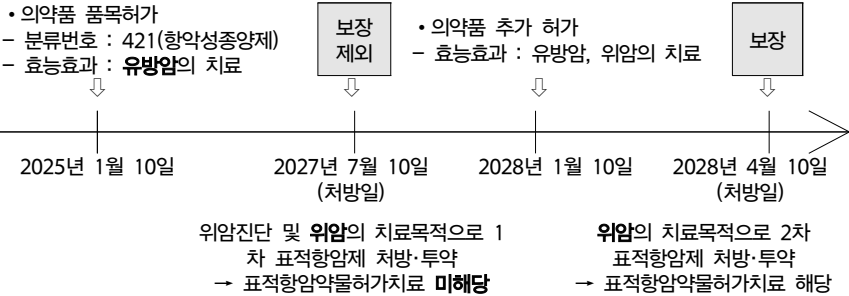 • 의약품 품목허가
- 분류번호 : 421(항악성종양제)
- 효능효과 : 유방암의 치료
보장
제외
• 의약품 추가 허가
- 효능효과 : 유방암, 위암의 치료
보장
2025년 1월 10일
2027년 7월 10일
(처방일)
2028년 1월 10일
2028년 4월 10일
(처방일)
위암진단 및 위암의 치료목적으로 1
차 표적항암제 처방·투약
→ 표적항암약물허가치료 미해당
위암의 치료목적으로 2차
표적항암제 처방·투약
→ 표적항암약물허가치료 해당